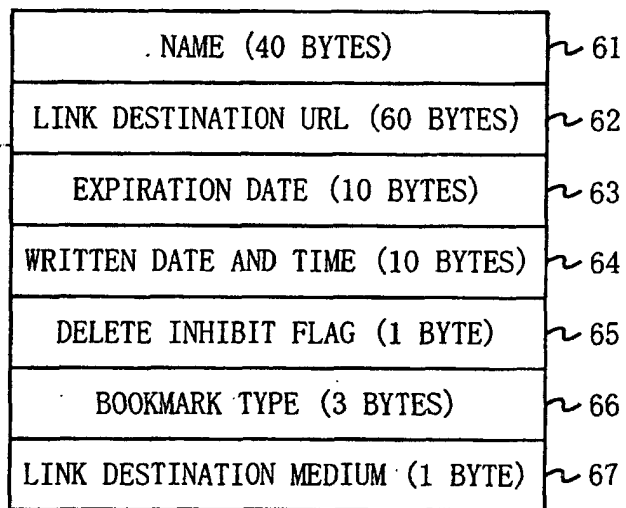 NAME (40 BYTES) 61
LINK DESTINATION URL (60 BYTES) 62
EXPIRATION DATE (10 BYTES) 63
WRITTEN DATE AND TIME (10 BYTES) 64
DELETE INHIBIT FLAG (1 BYTE) 65
BOOKMARK TYPE (3 BYTES) 66
LINK DESTINATION MEDIUM (1 BYTE) 67